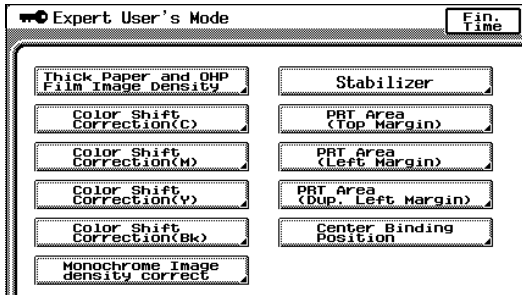 Expert User's Mode
Fin.
Time
Thick Paper and OHP
Film Image Density
Stabilizer
Color Shift
Correction(C)
PRT Area
(Top Margin)
Color Shift
Correction(M)
PRT Area
(Left Margin)
Color Shift
Correction(Y)
PRT Area
(Dup. Left Margin)
Color Shift
Correction(Bk)
Center Binding
Position
Monochrome Image
density correct